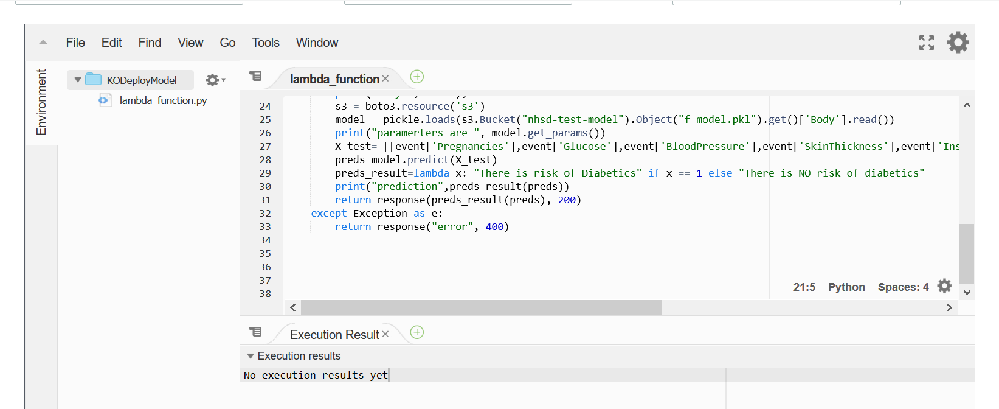 File Edit Find View Go Tools Window
Environment
KODeployModel
lambda_function.py
lambda_function
24 s3 = boto3.resource('s3')
25 model = pickle.loads(s3.Bucket("nhsd-test-model").Object("f_model.pkl").get()['Body'].read())
26 print("paramerters are ", model.get_params())
27 X_test= [[event['Pregnancies'],event['Glucose'],event['BloodPressure'],event['SkinThickness'],event['Ins
28 preds=model.predict(X_test)
29 preds_result=lambda x: "There is risk of Diabetics" if x == 1 else "There is NO risk of diabetics"
30 print("prediction",preds_result(preds))
31 return response(preds_result(preds), 200)
32 except Exception as e:
33 return response("error", 400)
34
35
36
37
38
21:5 Python Spaces: 4
Execution Result
Execution results
No execution results yet